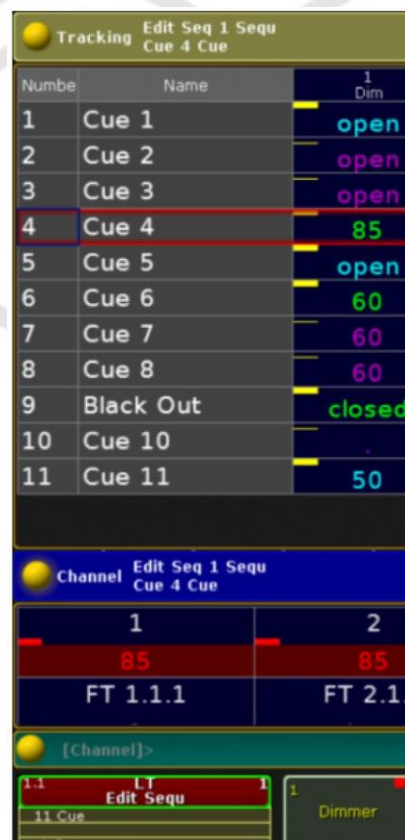 Tracking Edit Seq 1 Sequ
Cue 4 Cue
Numbe Name 1
Dim
1 Cue 1 open
2 Cue 2 open
3 Cue 3 open
4 Cue 4 85
5 Cue 5 open
6 Cue 6 60
7 Cue 7 60
8 Cue 8 60
9 Black Out closed
10 Cue 10 .
11 Cue 11 50
Channel Edit Seq 1 Sequ
Cue 4 Cue
1 2
85 85
FT 1.1.1 FT 2.1.
[Channel]>
1.1 LT 1
Edit Sequ
11 Cue
1
Dimmer